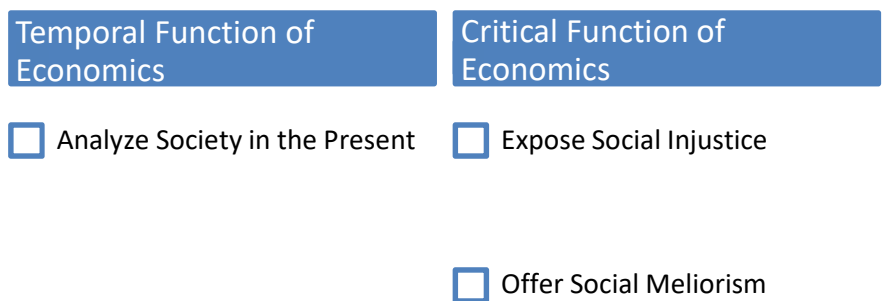 Temporal Function of
Economics
Critical Function of
Economics
Analyze Society in the Present
Expose Social Injustice
Offer Social Meliorism